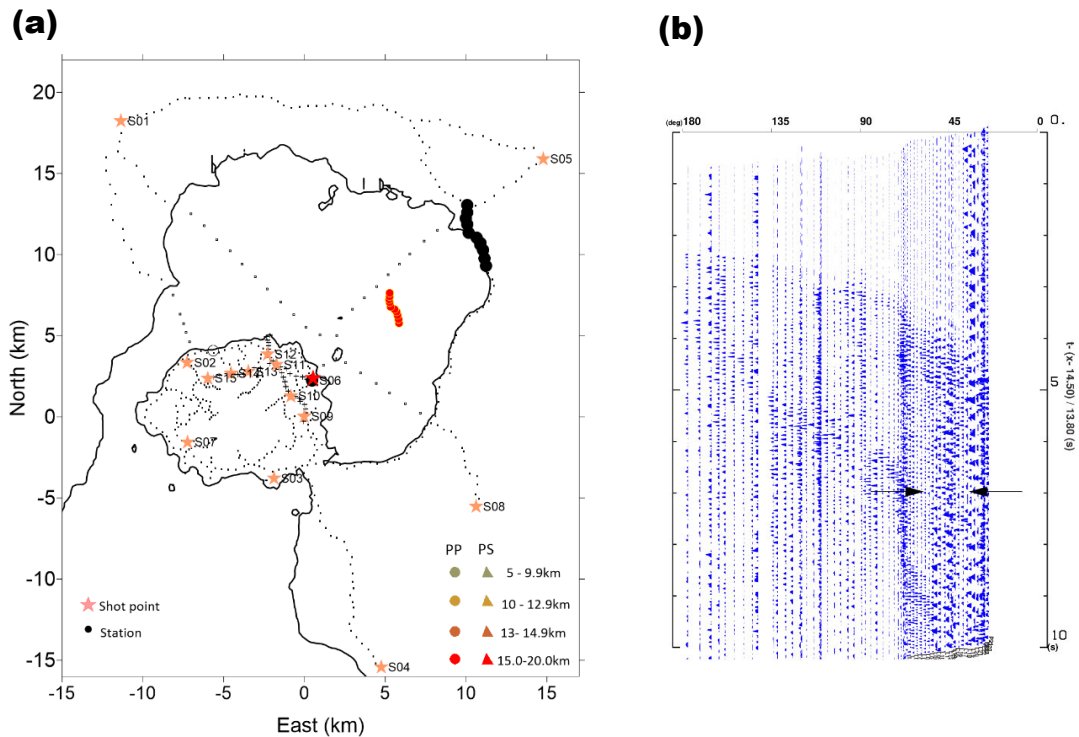 (a)
(b)
20
15
10
5
0
-5
-10
-15
North (km)
S01
S05
S12
S02
S11
S13
S15
S06
S10
S09
S07
S03
S08
S04
PP PS
5 - 9.9km
10 - 12.9km
13- 14.9km
15.0-20.0km
Shot point
Station
-15 -10 -5 0 5 10 15
East (km)
(deg) 180 135 90 45 0
0.
5
10
(s)
t- (x- 14.50) / 13.80 (s)